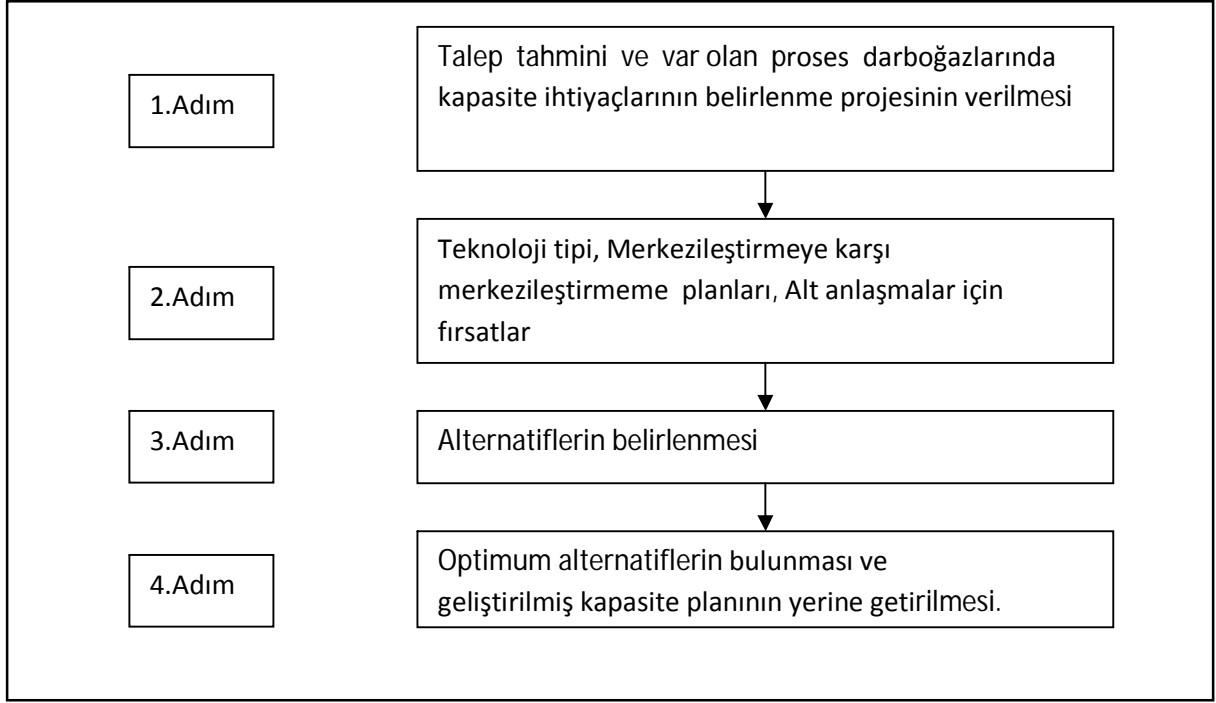 1.Adım
Talep tahmini ve var olan proses darboğazlarında
kapasite ihtiyaçlarının belirlenme projesinin verilmesi
2.Adım
Teknoloji tipi, Merkezileştirmeye karşı
merkezileştirmeme planları, Alt anlaşmalar için
fırsatlar
3.Adım
Alternatiflerin belirlenmesi
4.Adım
Optimum alternatiflerin bulunması ve
geliştirilmiş kapasite planının yerine getirilmesi.